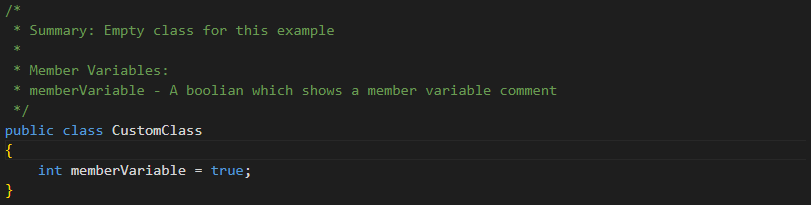 /*
 * Summary: Empty class for this example
 *
 * Member Variables:
 * memberVariable - A boolian which shows a member variable comment
 */
public class CustomClass
{
    int memberVariable = true;
}